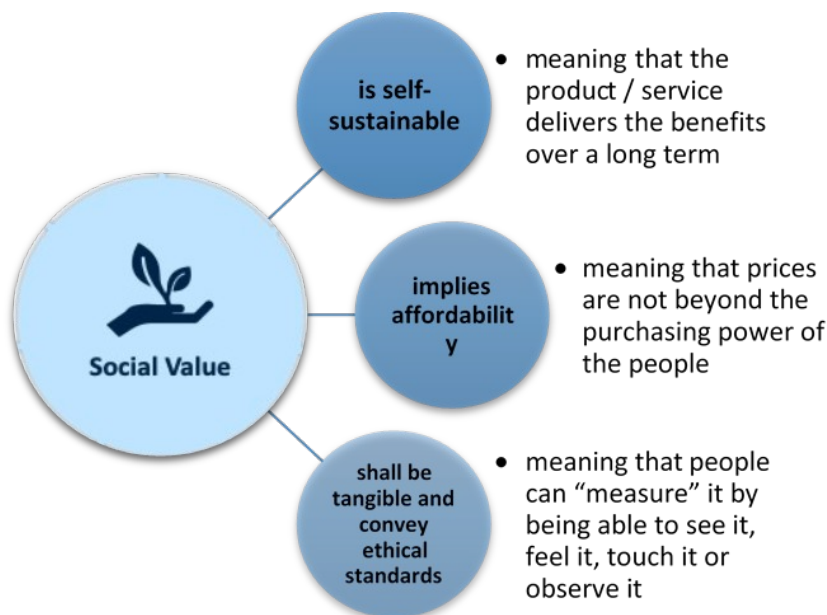 Social Value
is self-
sustainable
• meaning that the
product / service
delivers the benefits
over a long term
implies
affordabilit
y
• meaning that prices
are not beyond the
purchasing power of
the people
shall be
tangible and
convey
ethical
standards
• meaning that people
can “measure” it by
being able to see it,
feel it, touch it or
observe it